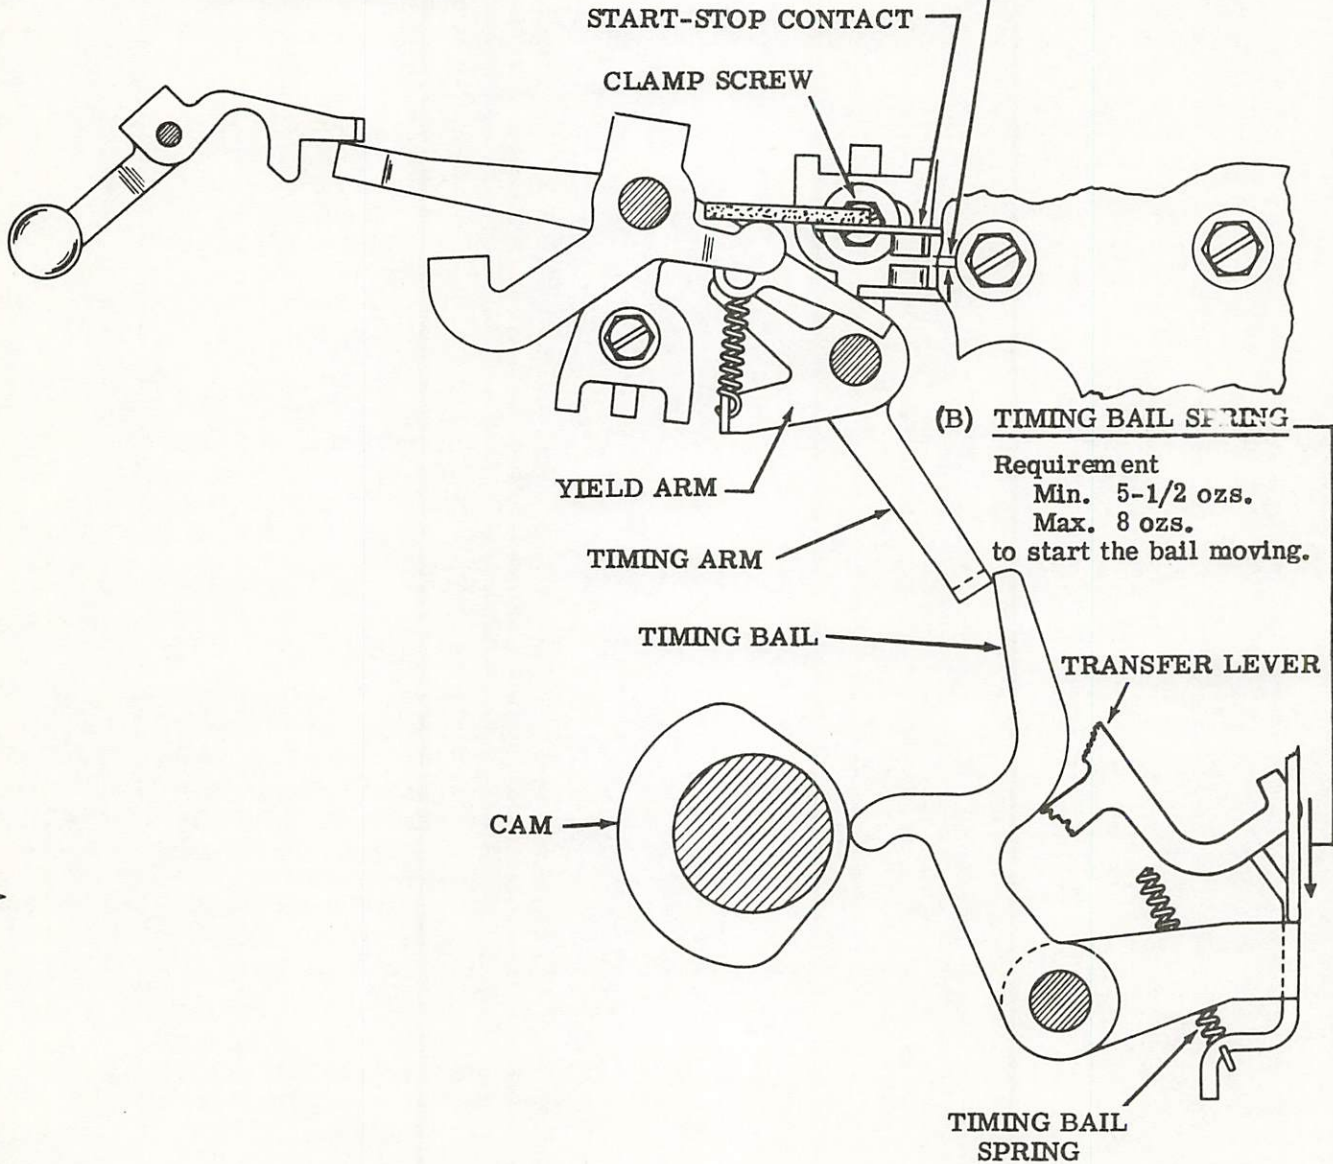 START-STOP CONTACT
CLAMP SCREW
(B) TIMING BAIL SPRING
Requirement
Min. 5-1/2 ozs.
Max. 8 ozs.
to start the bail moving.
YIELD ARM
TIMING ARM
TIMING BAIL
TRANSFER LEVER
CAM
TIMING BAIL
SPRING